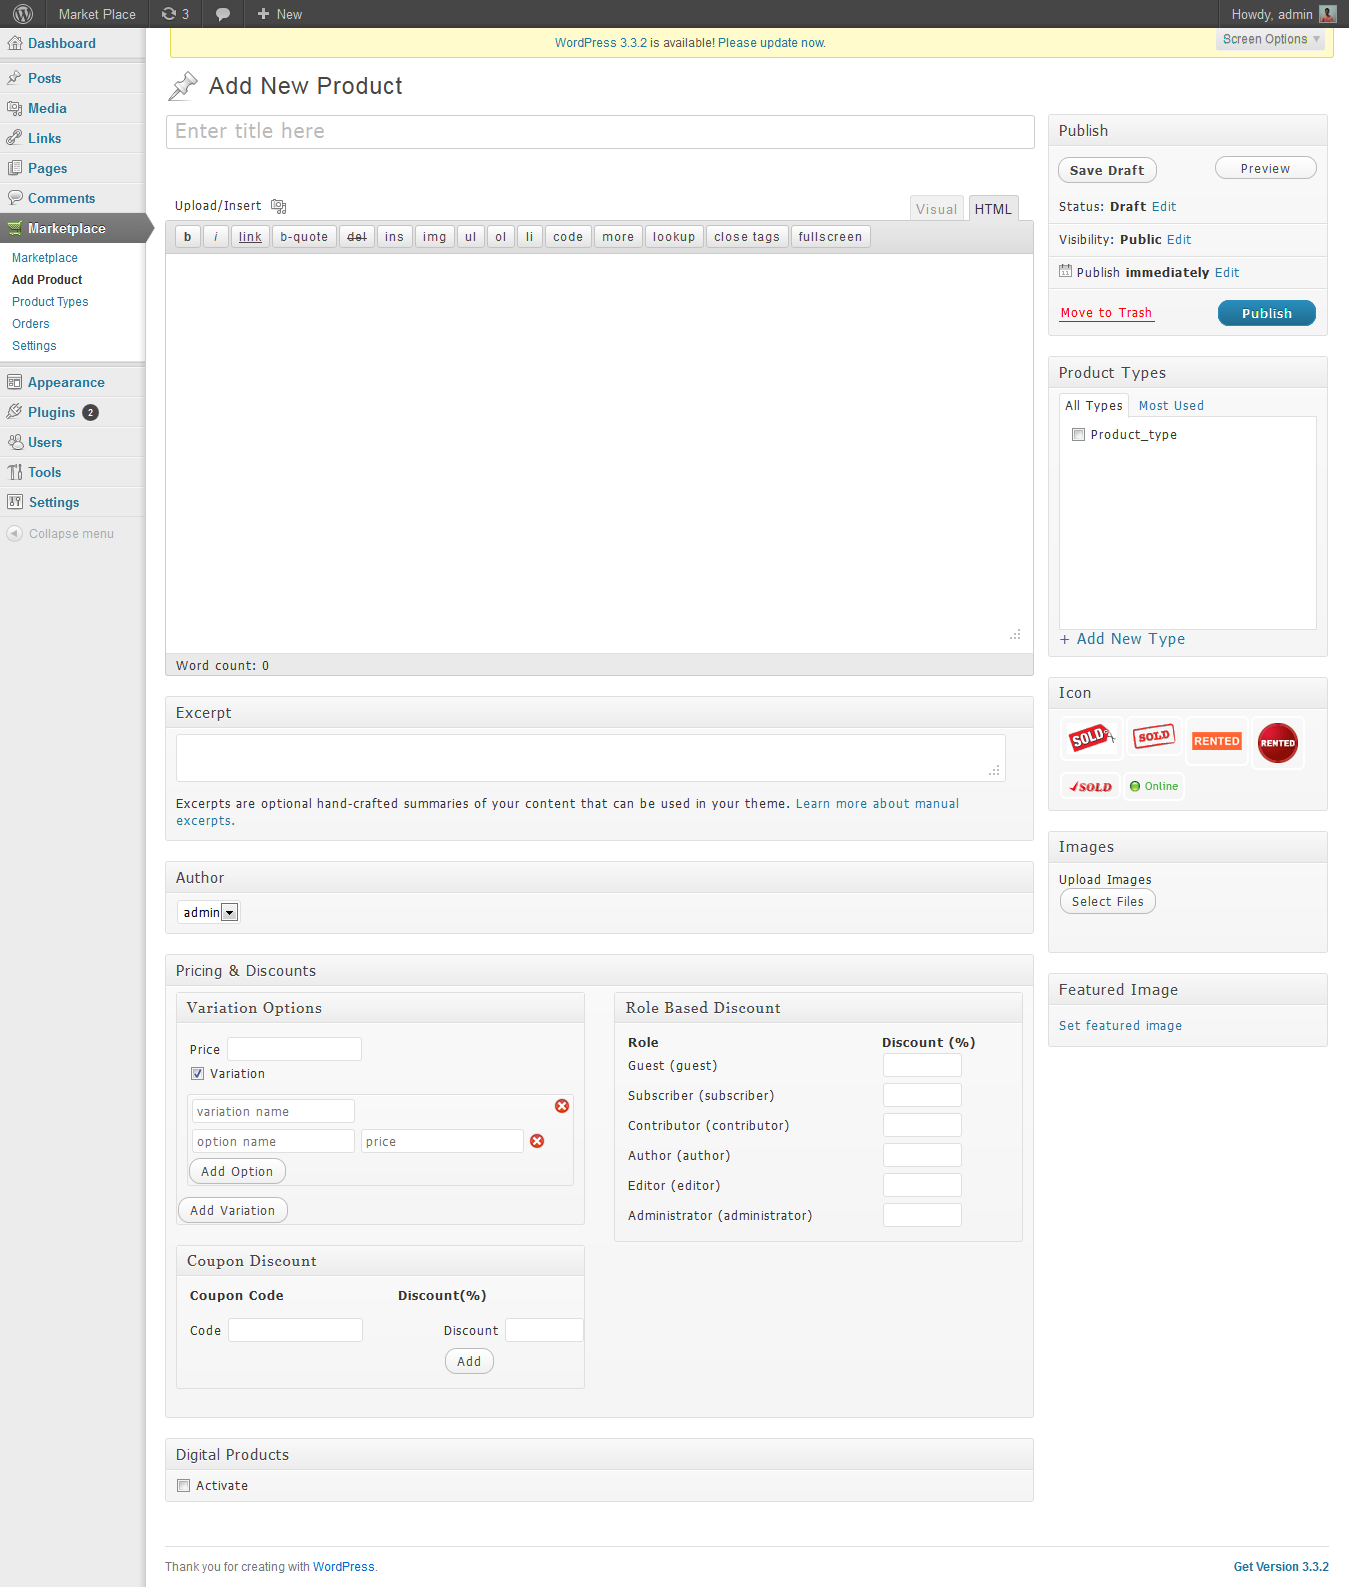 Market Place 3 New Howdy, admin
WordPress 3.3.2 is available! Please update now.
Screen Options
Dashboard
Posts
Media
Links
Pages
Comments
Marketplace
Marketplace
Add Product
Product Types
Orders
Settings
Appearance
Plugins 2
Users
Tools
Settings
Collapse menu
Add New Product
Enter title here
Upload/Insert
Visual HTML
b i link b-quote del ins img ul ol li code more lookup close tags fullscreen
Word count: 0
Excerpt
Excerpts are optional hand-crafted summaries of your content that can be used in your theme. Learn more about manual
excerpts.
Author
admin
Pricing & Discounts
Variation Options
Price
Variation
variation name
option name price
Add Option
Add Variation
Role Based Discount
Role Discount (%)
Guest (guest)
Subscriber (subscriber)
Contributor (contributor)
Author (author)
Editor (editor)
Administrator (administrator)
Coupon Discount
Coupon Code Discount(%)
Code Discount
Add
Digital Products
Activate
Publish
Save Draft Preview
Status: Draft Edit
Visibility: Public Edit
11 Publish immediately Edit
Move to Trash Publish
Product Types
All Types Most Used
Product_type
+ Add New Type
Icon
SOLD SOLD RENTED RENTED
SOLD Online
Images
Upload Images
Select Files
Featured Image
Set featured image
Thank you for creating with WordPress.
Get Version 3.3.2